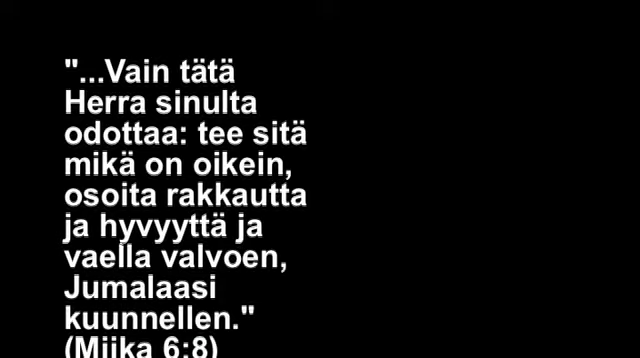 "...Vain tätä
Herra sinulta
odottaa: tee sitä
mikä on oikein,
osoita rakkautta
ja hyvyyttä ja
vaella valvoen,
Jumalaasi
kuunnellen."
(Miika 6:8)